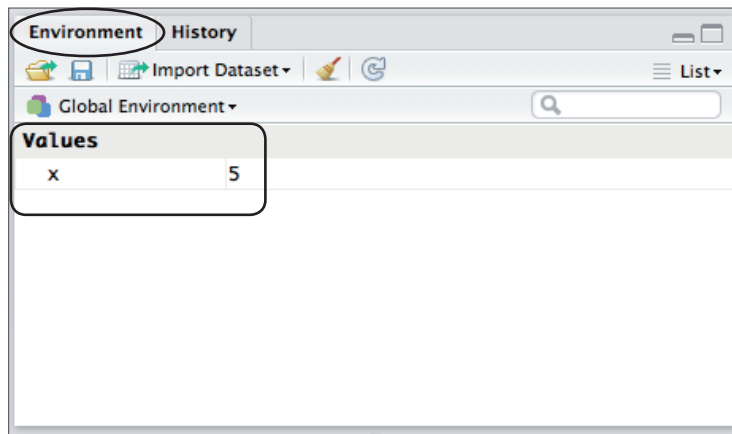 Environment History
Import Dataset List
Global Environment
Values
x 5